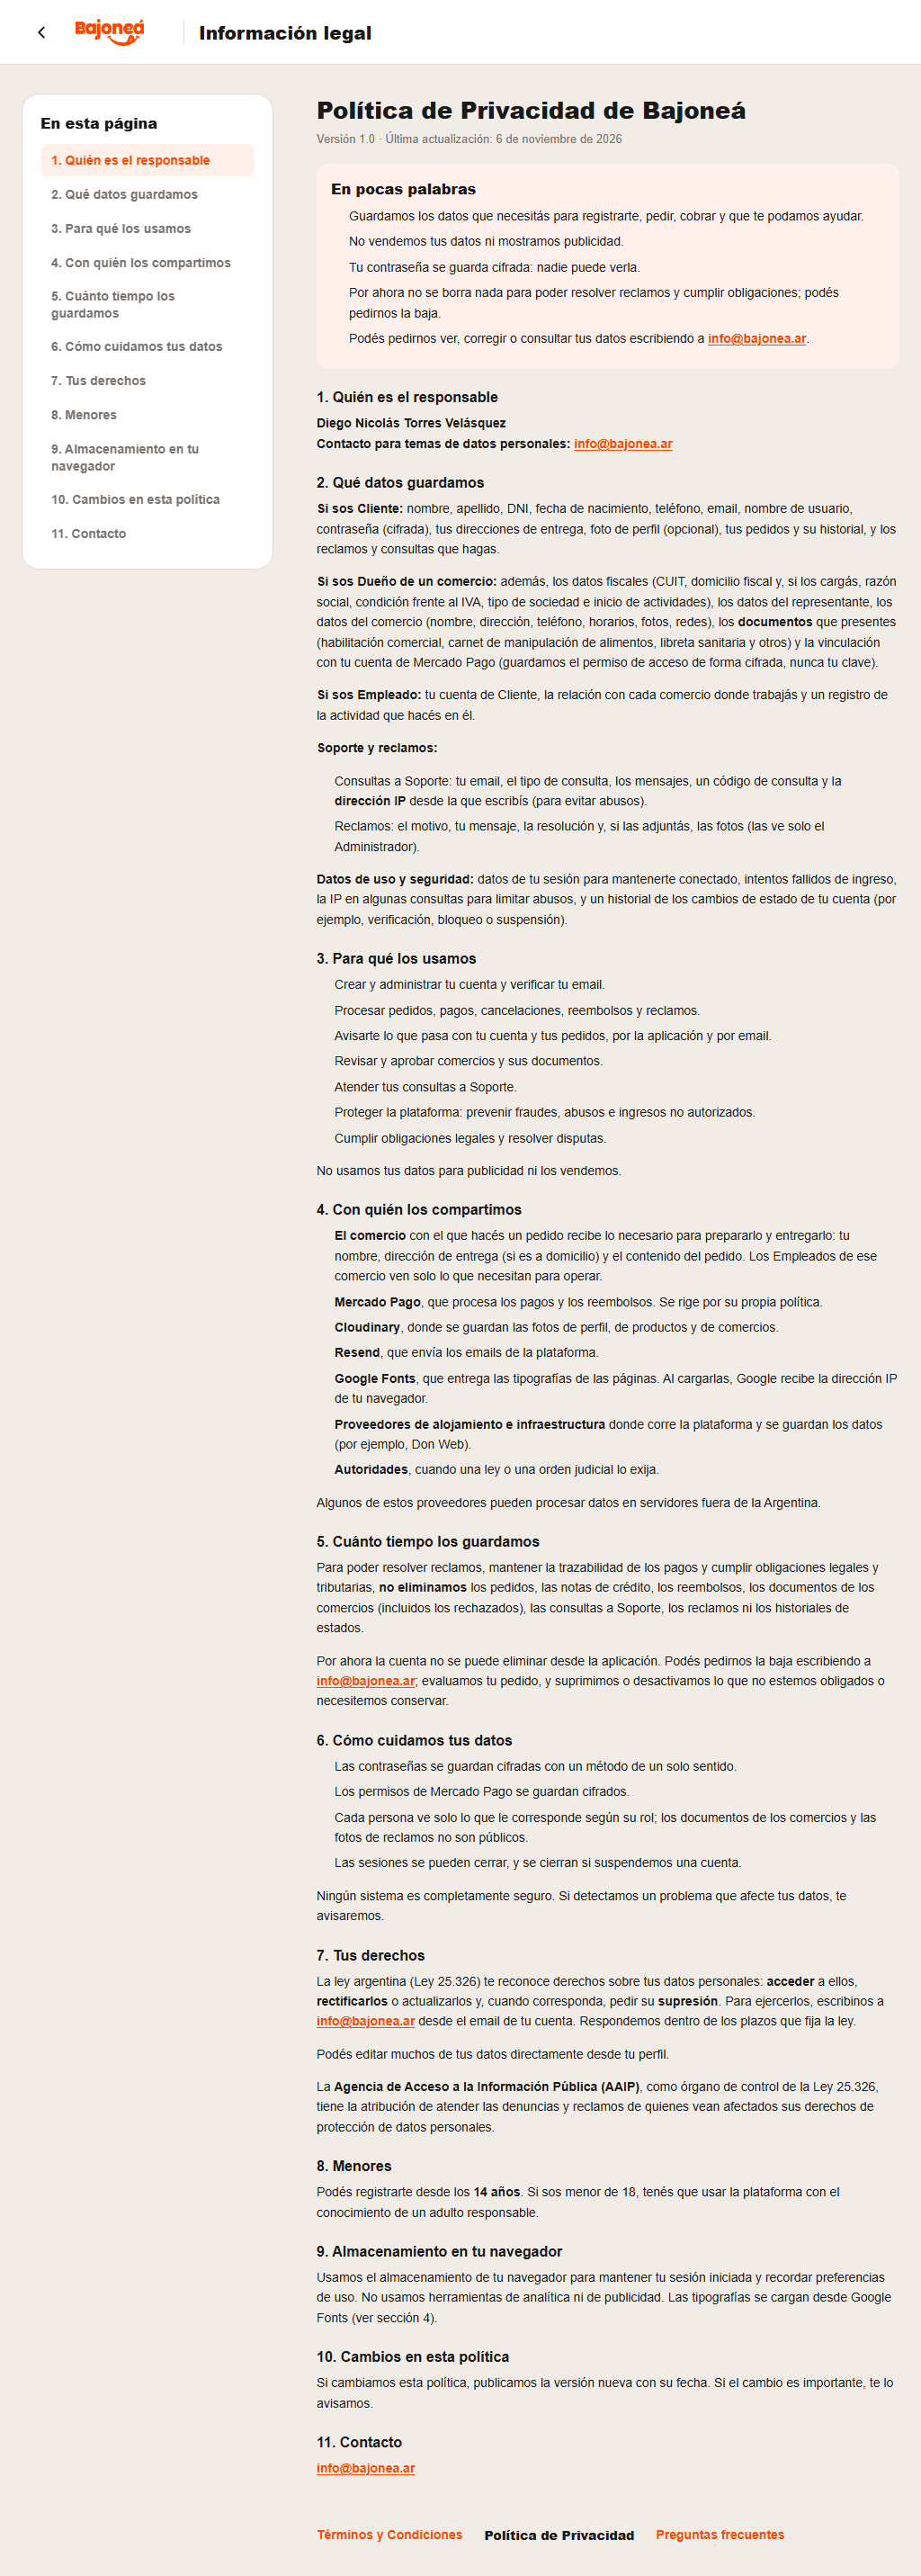 Bajoneá
Información legal
En esta página
1. Quién es el responsable
2. Qué datos guardamos
3. Para qué los usamos
4. Con quién los compartimos
5. Cuánto tiempo los
guardamos
6. Cómo cuidamos tus datos
7. Tus derechos
8. Menores
9. Almacenamiento en tu
navegador
10. Cambios en esta política
11. Contacto
Política de Privacidad de Bajoneá
Versión 1.0 · Última actualización: 6 de noviembre de 2026
En pocas palabras
Guardamos los datos que necesitás para registrarte, pedir, cobrar y que te podamos ayudar.
No vendemos tus datos ni mostramos publicidad.
Tu contraseña se guarda cifrada: nadie puede verla.
Por ahora no se borra nada para poder resolver reclamos y cumplir obligaciones; podés
pedirnos la baja.
Podés pedirnos ver, corregir o consultar tus datos escribiendo a info@bajonea.ar.
1. Quién es el responsable
Diego Nicolás Torres Velásquez
Contacto para temas de datos personales: info@bajonea.ar
2. Qué datos guardamos
Si sos Cliente: nombre, apellido, DNI, fecha de nacimiento, teléfono, email, nombre de usuario,
contraseña (cifrada), tus direcciones de entrega, foto de perfil (opcional), tus pedidos y su historial, y los
reclamos y consultas que hagas.
Si sos Dueño de un comercio: además, los datos fiscales (CUIT, domicilio fiscal y, si los cargás, razón
social, condición frente al IVA, tipo de sociedad e inicio de actividades), los datos del representante, los
datos del comercio (nombre, dirección, teléfono, horarios, fotos, redes), los documentos que presentes
(habilitación comercial, carnet de manipulación de alimentos, libreta sanitaria y otros) y la vinculación
con tu cuenta de Mercado Pago (guardamos el permiso de acceso de forma cifrada, nunca tu clave).
Si sos Empleado: tu cuenta de Cliente, la relación con cada comercio donde trabajás y un registro de
la actividad que hacés en él.
Soporte y reclamos:
Consultas a Soporte: tu email, el tipo de consulta, los mensajes, un código de consulta y la
dirección IP desde la que escribís (para evitar abusos).
Reclamos: el motivo, tu mensaje, la resolución y, si las adjuntás, las fotos (las ve solo el
Administrador).
Datos de uso y seguridad: datos de tu sesión para mantenerte conectado, intentos fallidos de ingreso,
la IP en algunas consultas para limitar abusos, y un historial de los cambios de estado de tu cuenta (por
ejemplo, verificación, bloqueo o suspensión).
3. Para qué los usamos
Crear y administrar tu cuenta y verificar tu email.
Procesar pedidos, pagos, cancelaciones, reembolsos y reclamos.
Avisarte lo que pasa con tu cuenta y tus pedidos, por la aplicación y por email.
Revisar y aprobar comercios y sus documentos.
Atender tus consultas a Soporte.
Proteger la plataforma: prevenir fraudes, abusos e ingresos no autorizados.
Cumplir obligaciones legales y resolver disputas.
No usamos tus datos para publicidad ni los vendemos.
4. Con quién los compartimos
El comercio con el que hacés un pedido recibe lo necesario para prepararlo y entregarlo: tu
nombre, dirección de entrega (si es a domicilio) y el contenido del pedido. Los Empleados de ese
comercio ven solo lo que necesitan para operar.
Mercado Pago, que procesa los pagos y los reembolsos. Se rige por su propia política.
Cloudinary, donde se guardan las fotos de perfil, de productos y de comercios.
Resend, que envía los emails de la plataforma.
Google Fonts, que entrega las tipografías de las páginas. Al cargarlas, Google recibe la dirección IP
de tu navegador.
Proveedores de alojamiento e infraestructura donde corre la plataforma y se guardan los datos
(por ejemplo, Don Web).
Autoridades, cuando una ley o una orden judicial lo exija.
Algunos de estos proveedores pueden procesar datos en servidores fuera de la Argentina.
5. Cuánto tiempo los guardamos
Para poder resolver reclamos, mantener la trazabilidad de los pagos y cumplir obligaciones legales y
tributarias, no eliminamos los pedidos, las notas de crédito, los reembolsos, los documentos de los
comercios (incluidos los rechazados), las consultas a Soporte, los reclamos ni los historiales de
estados.
Por ahora la cuenta no se puede eliminar desde la aplicación. Podés pedirnos la baja escribiendo a
info@bajonea.ar; evaluamos tu pedido, y suprimimos o desactivamos lo que no estemos obligados o
necesitemos conservar.
6. Cómo cuidamos tus datos
Las contraseñas se guardan cifradas con un método de un solo sentido.
Los permisos de Mercado Pago se guardan cifrados.
Cada persona ve solo lo que le corresponde según su rol; los documentos de los comercios y las
fotos de reclamos no son públicos.
Las sesiones se pueden cerrar, y se cierran si suspendemos una cuenta.
Ningún sistema es completamente seguro. Si detectamos un problema que afecte tus datos, te
avisaremos.
7. Tus derechos
La ley argentina (Ley 25.326) te reconoce derechos sobre tus datos personales: acceder a ellos,
rectificarlos o actualizarlos y, cuando corresponda, pedir su supresión. Para ejercerlos, escribinos a
info@bajonea.ar desde el email de tu cuenta. Respondemos dentro de los plazos que fija la ley.
Podés editar muchos de tus datos directamente desde tu perfil.
La Agencia de Acceso a la Información Pública (AAIP), como órgano de control de la Ley 25.326,
tiene la atribución de atender las denuncias y reclamos de quienes vean afectados sus derechos de
protección de datos personales.
8. Menores
Podés registrarte desde los 14 años. Si sos menor de 18, tenés que usar la plataforma con el
conocimiento de un adulto responsable.
9. Almacenamiento en tu navegador
Usamos el almacenamiento de tu navegador para mantener tu sesión iniciada y recordar preferencias
de uso. No usamos herramientas de analítica ni de publicidad. Las tipografías se cargan desde Google
Fonts (ver sección 4).
10. Cambios en esta política
Si cambiamos esta política, publicamos la versión nueva con su fecha. Si el cambio es importante, te lo
avisamos.
11. Contacto
info@bajonea.ar
Términos y Condiciones
Política de Privacidad
Preguntas frecuentes